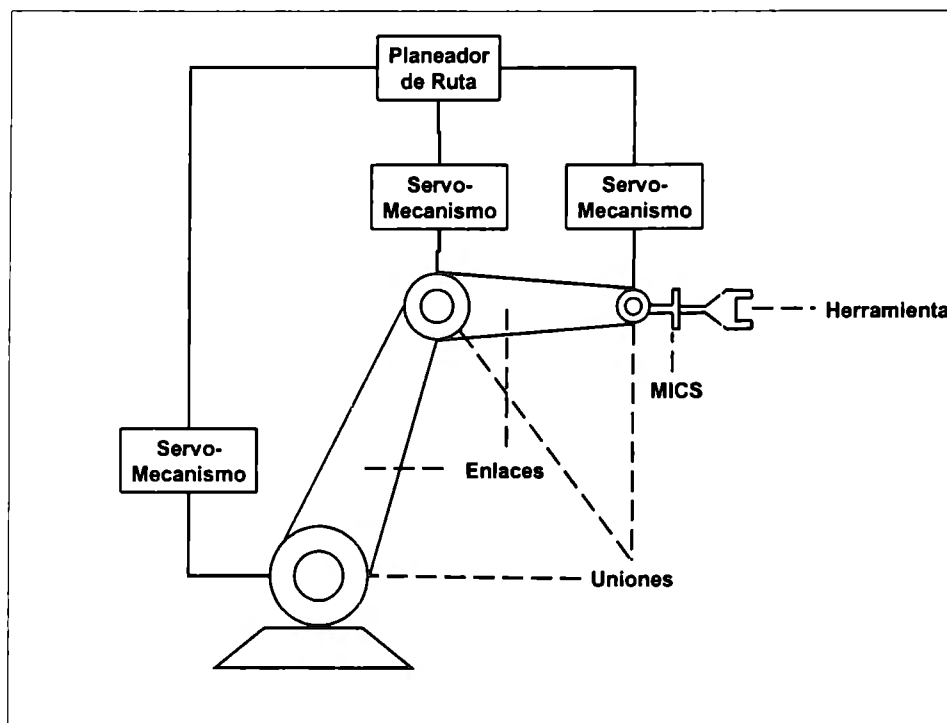 Planeador
de Ruta
Servo-
Mecanismo
Servo-
Mecanismo
Herramienta
MICS
Servo-
Mecanismo
Enlaces
Uniones